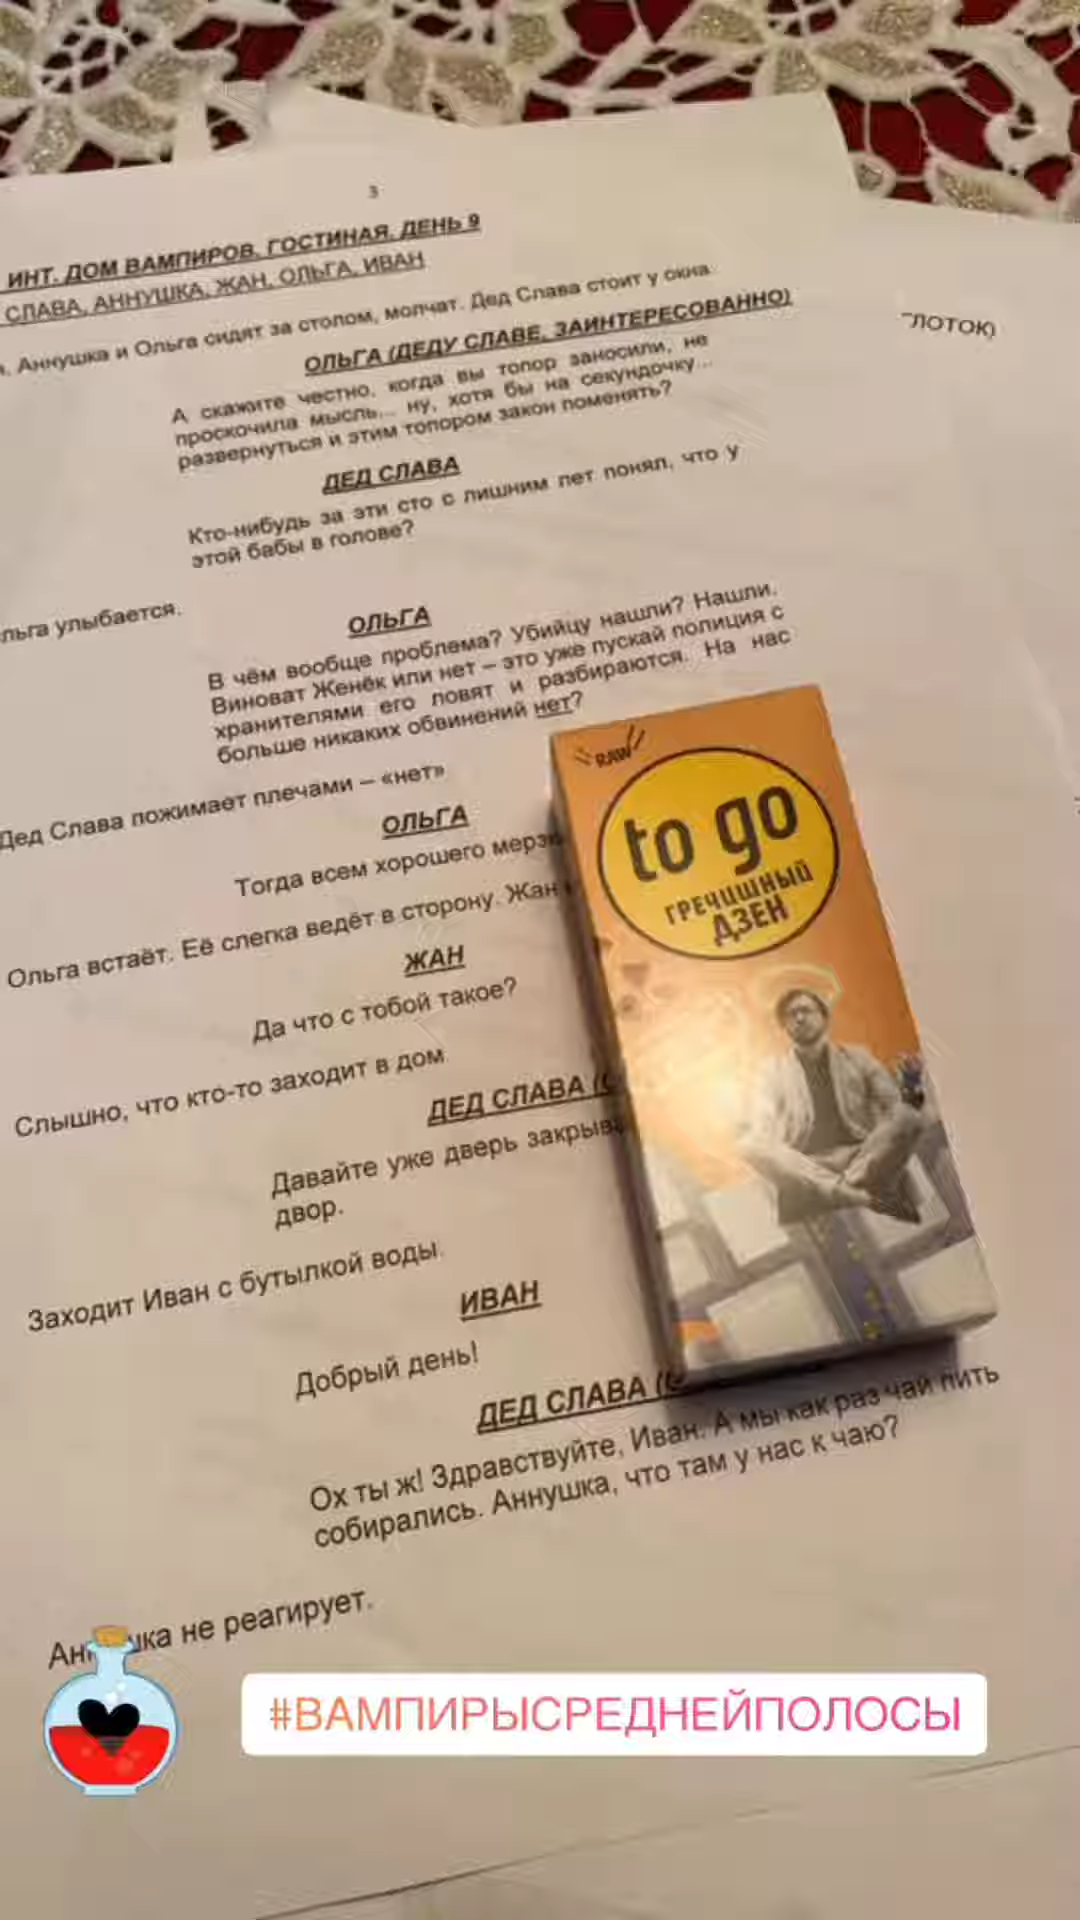 3
ИНТ. ДОМ ВАМПИРОВ. ГОСТИНАЯ. ДЕНЬ 9
СЛАВА, АННУШКА, ЖАН, ОЛЬГА, ИВАН
Аннушка и Ольга сидят за столом, молчат. Дед Слава стоит у окна.
ОЛЬГА (ДЕДУ СЛАВЕ, ЗАИНТЕРЕСОВАННО)
А скажите честно, когда вы топор заносили, не
проскочила мысль... ну, хотя бы на секундочку...
развернуться и этим топором закон поменять?
ДЕД СЛАВА
Кто-нибудь за эти сто с лишним лет понял, что у
этой бабы в голове?
льга улыбается.
ОЛЬГА
В чём вообще проблема? Убийцу нашли? Нашли.
Виноват Женёк или нет – это уже пускай полиция с
хранителями его ловят и разбираются. На нас
больше никаких обвинений нет?
Дед Слава пожимает плечами – «нет»
ОЛЬГА
Тогда всем хорошего мерз
Ольга встаёт. Её слегка ведёт в сторону. Жан
ЖАН
Да что с тобой такое?
Слышно, что кто-то заходит в дом.
ДЕД СЛАВА (
Давайте уже дверь закрыв
двор.
Заходит Иван с бутылкой воды.
ИВАН
Добрый день!
ДЕД СЛАВА (
Ох ты ж! Здравствуйте, Иван. А мы как раз чай пить
собирались. Аннушка, что там у нас к чаю?
Ан шка не реагирует.
ЛОТОК)
RAW
to go
ГРЕЧИШНЫЙ
ДЗЕН
#ВАМПИРЫСРЕДНЕЙПОЛОСЫ